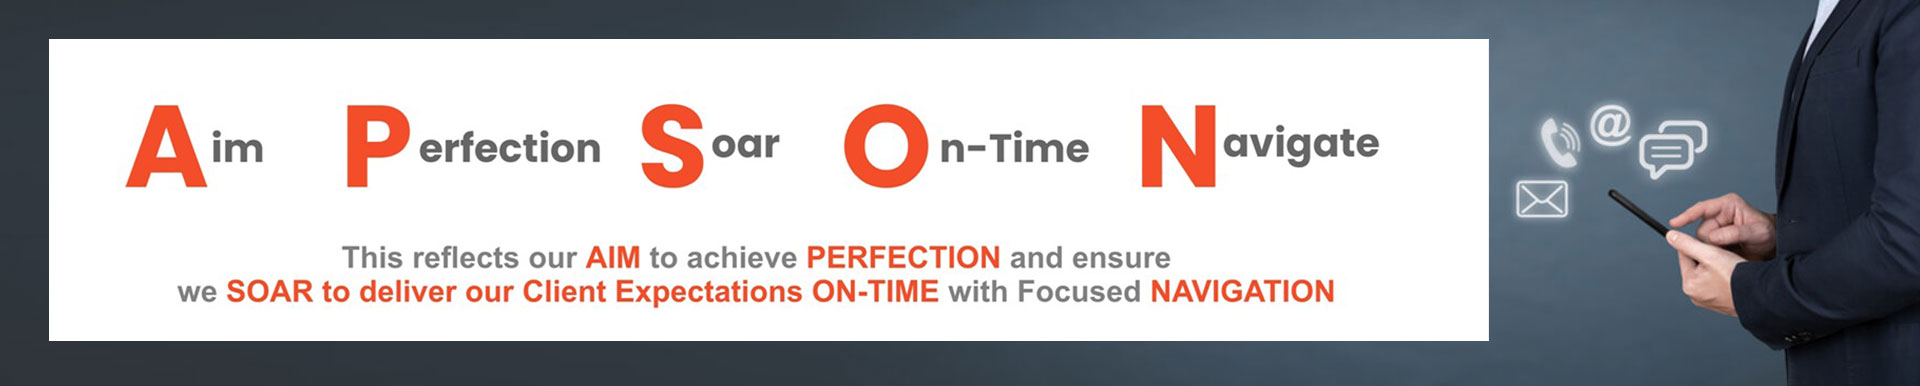 Aim Perfection Soar On-Time Navigate
This reflects our AIM to achieve PERFECTION and ensure
we SOAR to deliver our Client Expectations ON-TIME with Focused NAVIGATION